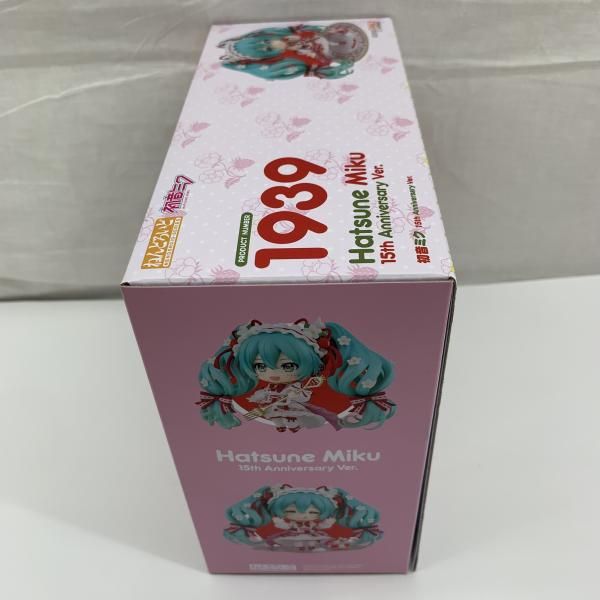 ねんどろいど
初音ミク
PRODUCT NUMBER
1939
Hatsune Miku
15th Anniversary Ver.
初音ミク 15th Anniversary Ver.
Hatsune Miku
15th Anniversary Ver.